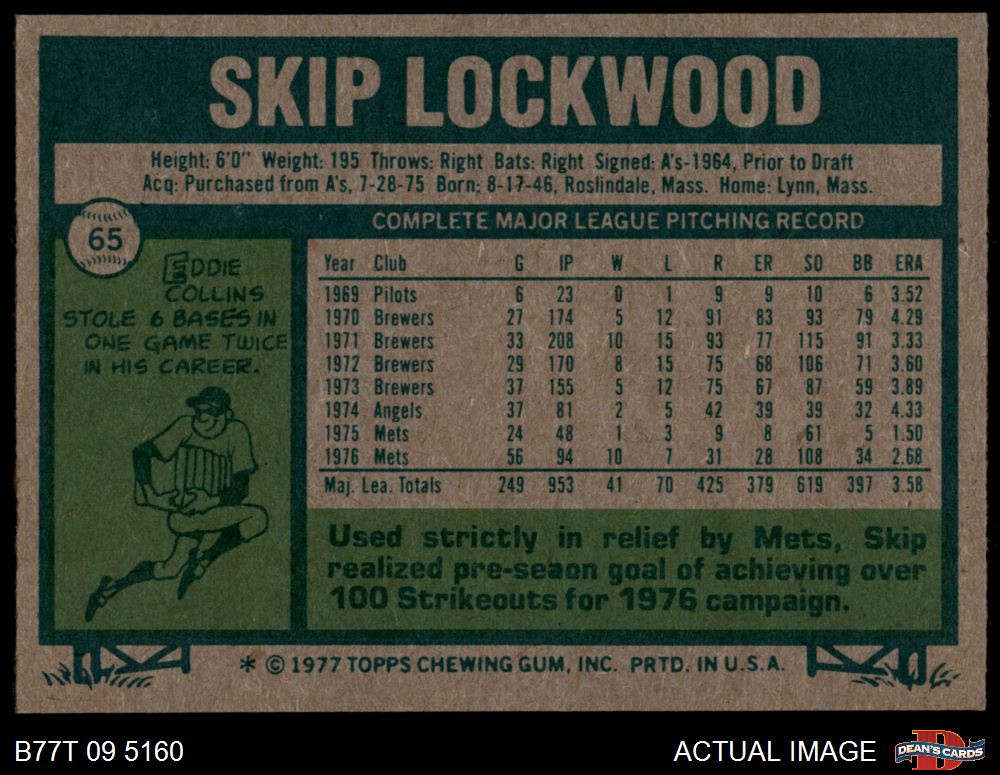 SKIP LOCKWOOD
Height: 6'0" Weight: 195 Throws: Right Bats: Right Signed: A's-1964, Prior to Draft
Acq: Purchased from A's, 7-28-75 Born: 8-17-46, Roslindale, Mass. Home: Lynn, Mass.
65
COMPLETE MAJOR LEAGUE PITCHING RECORD
EDDIE
COLLINS
STOLE 6 BASES IN
ONE GAME TWICE
IN HIS CAREER.
Year Club G IP W L R ER SO BB ERA
1969 Pilots 6 23 0 1 9 9 10 6 3.52
1970 Brewers 27 174 5 12 91 83 93 79 4.29
1971 Brewers 33 208 10 15 93 77 115 91 3.33
1972 Brewers 29 170 8 15 75 68 106 71 3.60
1973 Brewers 37 155 5 12 75 67 87 59 3.89
1974 Angels 37 81 2 5 42 39 39 32 4.33
1975 Mets 24 48 1 3 9 8 61 5 1.50
1976 Mets 56 94 10 7 31 28 108 34 2.68
Maj. Lea. Totals 249 953 41 70 425 379 619 397 3.58
Used strictly in relief by Mets, Skip
realized pre-seaon goal of achieving over
100 Strikeouts for 1976 campaign.
* © 1977 TOPPS CHEWING GUM, INC. PRTD. IN U.S.A.
B77T 09 5160
ACTUAL IMAGE
D
DEAN'S CARDS